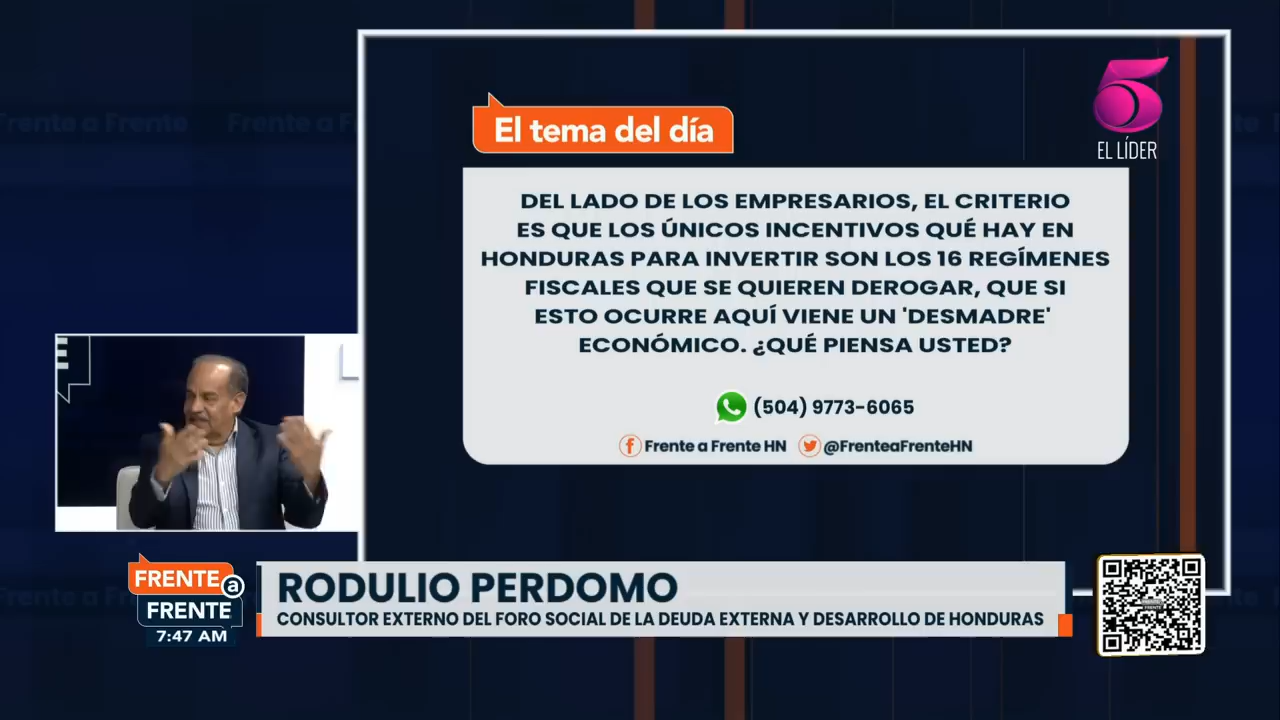 Frente a Frente
Frente a F
5
EL LÍDER
El tema del día
DEL LADO DE LOS EMPRESARIOS, EL CRITERIO
ES QUE LOS ÚNICOS INCENTIVOS QUÉ HAY EN
HONDURAS PARA INVERTIR SON LOS 16 REGÍMENES
FISCALES QUE SE QUIEREN DEROGAR, QUE SI
ESTO OCURRE AQUÍ VIENE UN 'DESMADRE'
ECONÓMICO. ¿QUÉ PIENSA USTED?
(504) 9773-6065
Frente a Frente HN @FrenteaFrenteHN
FRENTE a
FRENTE
7:47 AM
RODULIO PERDOMO
CONSULTOR EXTERNO DEL FORO SOCIAL DE LA DEUDA EXTERNA Y DESARROLLO DE HONDURAS